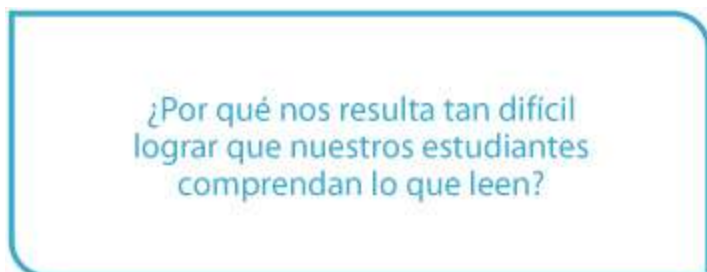 ¿Por qué nos resulta tan difícil
lograr que nuestros estudiantes
comprendan lo que leen?